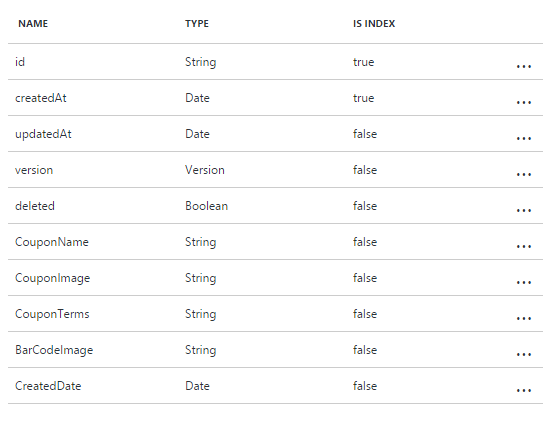 NAME TYPE IS INDEX
id String true ...
createdAt Date true ...
updatedAt Date false ...
version Version false ...
deleted Boolean false ...
CouponName String false ...
CouponImage String false ...
CouponTerms String false ...
BarCodeImage String false ...
CreatedDate Date false ...